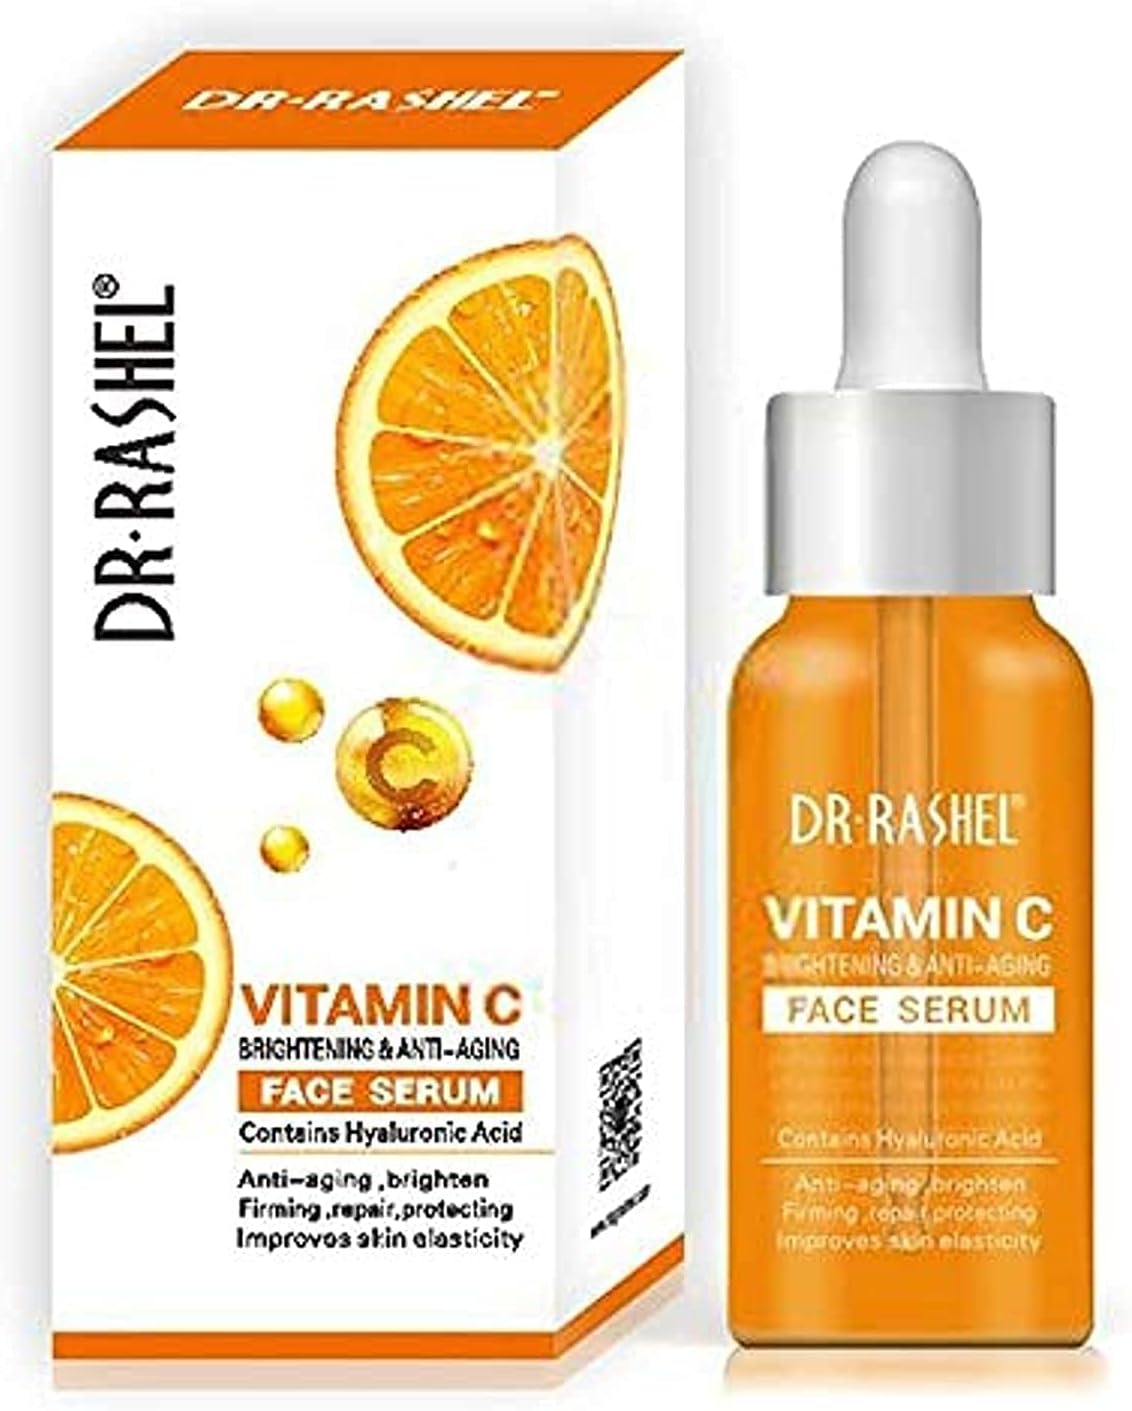 DR·RASHEL
DR·RASHEL®
C
VITAMIN C
BRIGHTENING & ANTI-AGING
FACE SERUM
Contains Hyaluronic Acid
Anti-aging ,brighten
Firming ,repair,protecting
Improves skin elasticity
DR·RASHEL®
VITAMIN C
BRIGHTENING & ANTI-AGING
FACE SERUM
Contains Hyaluronic Acid
Anti-aging ,brighten
Firming ,repair,protecting
Improves skin elasticity